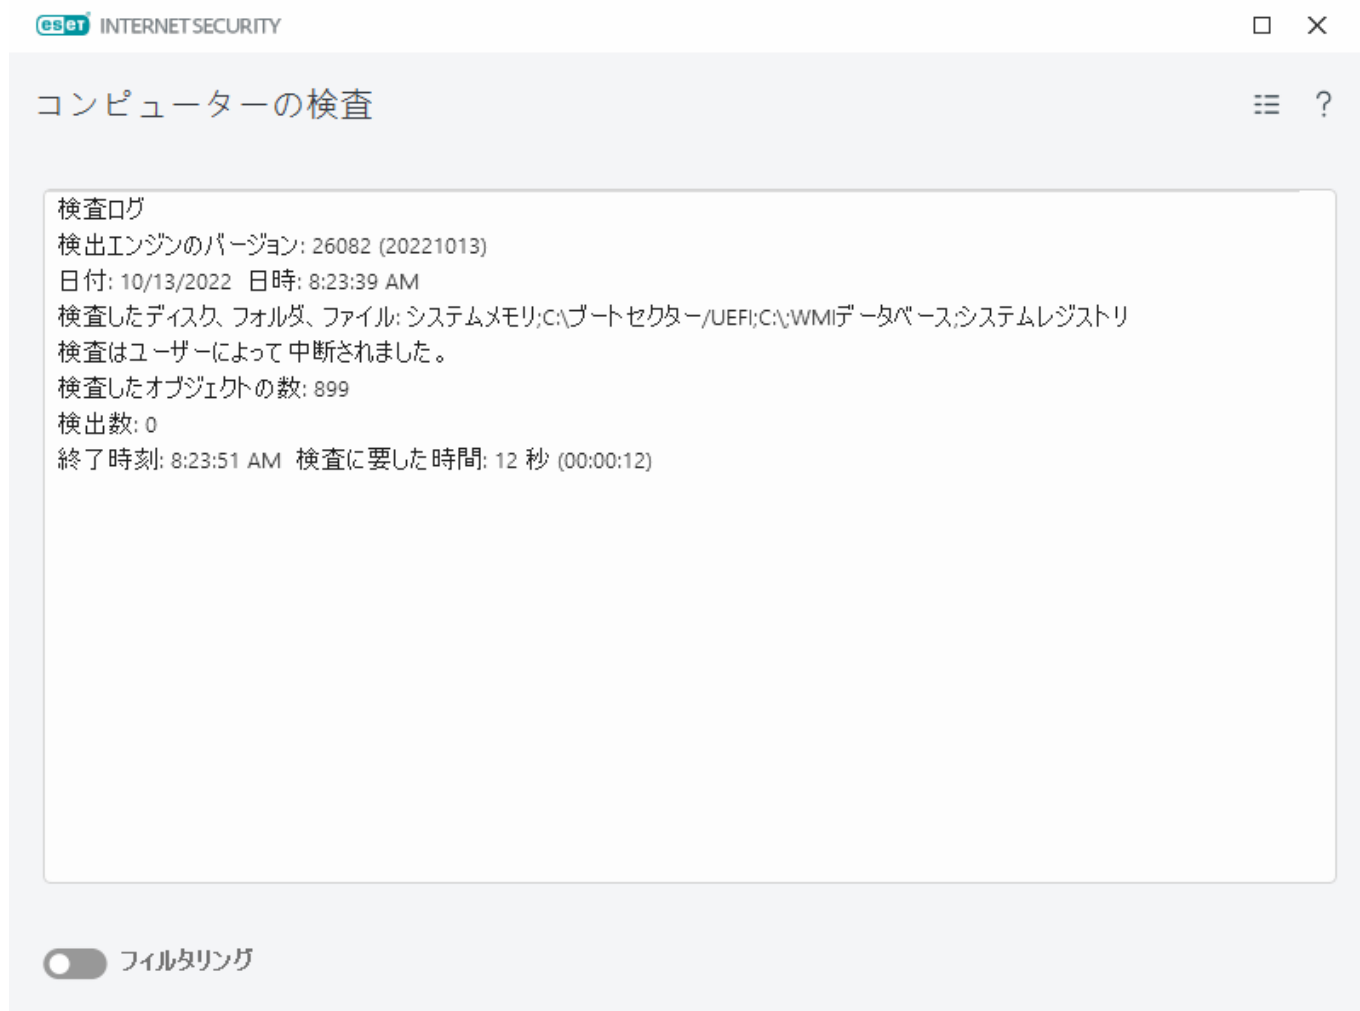 eset INTERNET SECURITY
コンピューターの検査
?
検査ログ
検出エンジンのバージョン: 26082 (20221013)
日付: 10/13/2022 日時: 8:23:39 AM
検査したディスク、フォルダ、ファイル: システムメモリ;C:\ブートセクター/UEFI;C:\;WMIデータベース;システムレジストリ
検査はユーザーによって中断されました。
検査したオブジェクトの数: 899
検出数: 0
終了時刻: 8:23:51 AM 検査に要した時間: 12 秒 (00:00:12)
フィルタリング